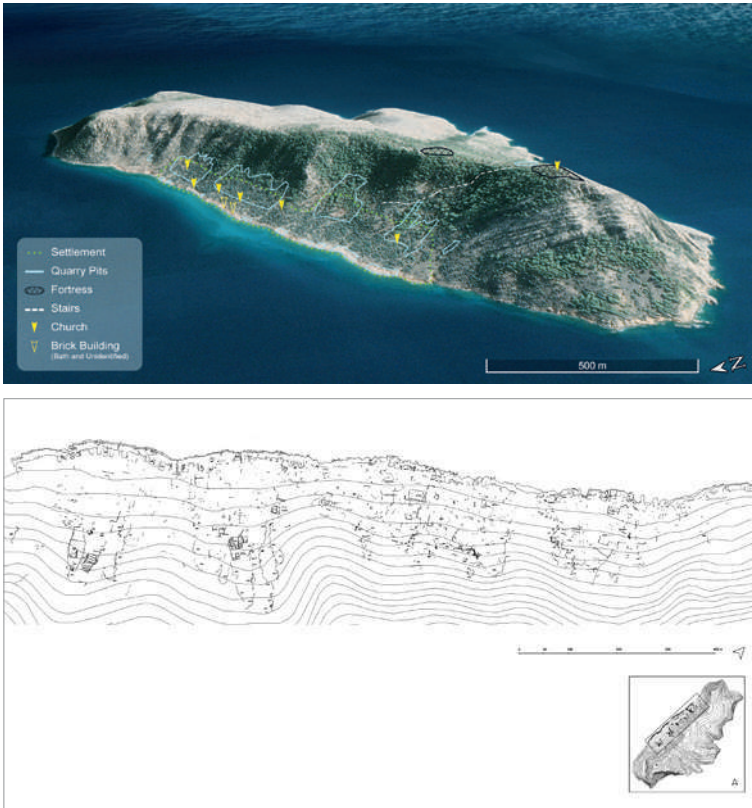 Settlement
Quarry Pits
Fortress
Stairs
Church
Brick Building
(Bath and Unidentified)
500 m
Z
A